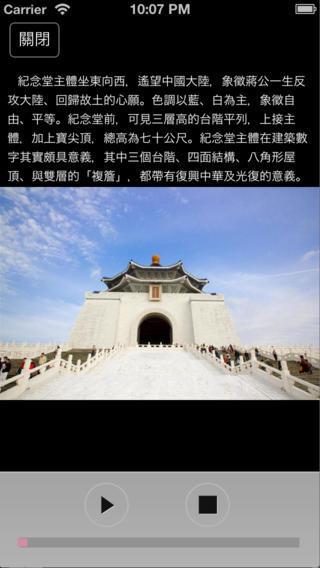 Carrier 10:07 PM
關閉
紀念堂主體坐東向西，遙望中國大陸，象徵蔣公一生反
攻大陸、回歸故土的心願。色調以藍、白為主，象徵自
由、平等。紀念堂前，可見三層高的台階平列，上接主
體，加上寶尖頂，總高為七十公尺。紀念堂主體在建築數
字其實頗具意義，其中三個台階、四面結構、八角形屋
頂、與雙層的「複簷」，都帶有復興中華及光復的意義。